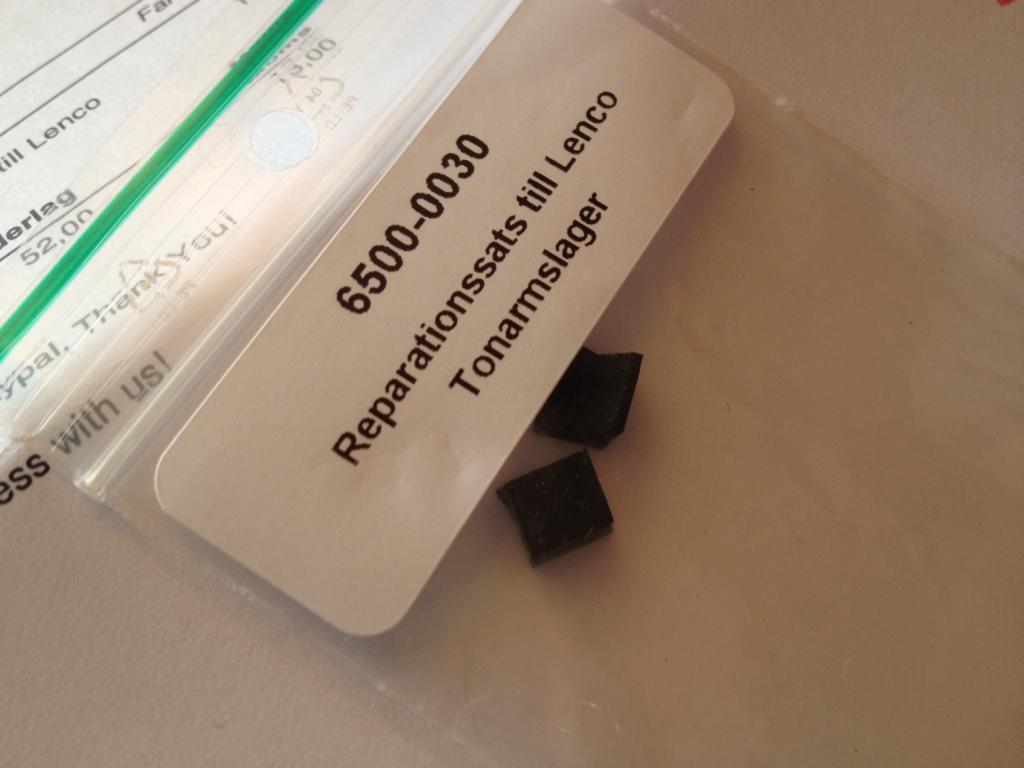 till Lenco
52,00
Thank You!
with us!
6500-0030
Reparationssats till Lenco
Tonarmslager